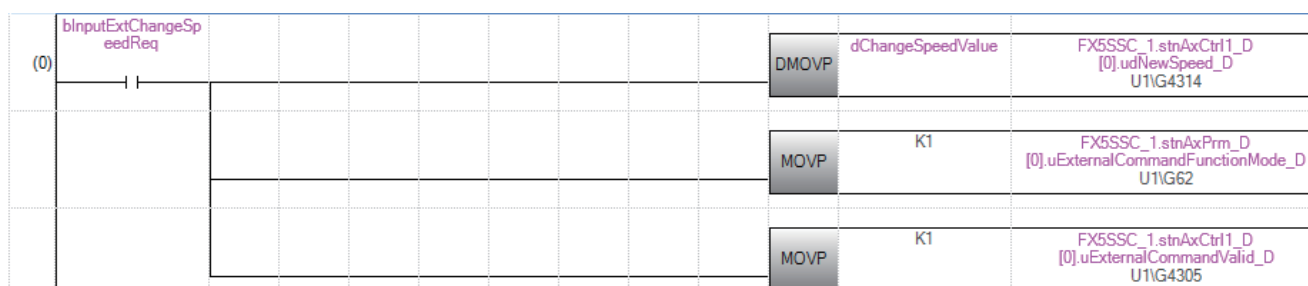 bInputExtChangeSp
eedReq
(0)
DMOVP
dChangeSpeedValue
FX5SSC_1.stnAxCtrl1_D
[0].udNewSpeed_D
U1\G4314
MOVP
K1
FX5SSC_1.stnAxPrm_D
[0].uExternalCommandFunctionMode_D
U1\G62
MOVP
K1
FX5SSC_1.stnAxCtrl1_D
[0].uExternalCommandValid_D
U1\G4305